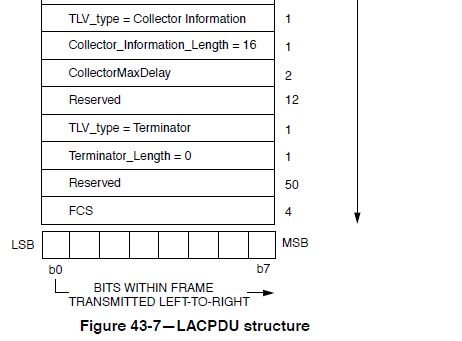 TLV_type = Collector Information 1
Collector_Information_Length = 16 1
CollectorMaxDelay 2
Reserved 12
TLV_type = Terminator 1
Terminator_Length = 0 1
Reserved 50
FCS 4
LSB MSB
b0 b7
BITS WITHIN FRAME
TRANSMITTED LEFT-TO-RIGHT
Figure 43-7—LACPDU structure